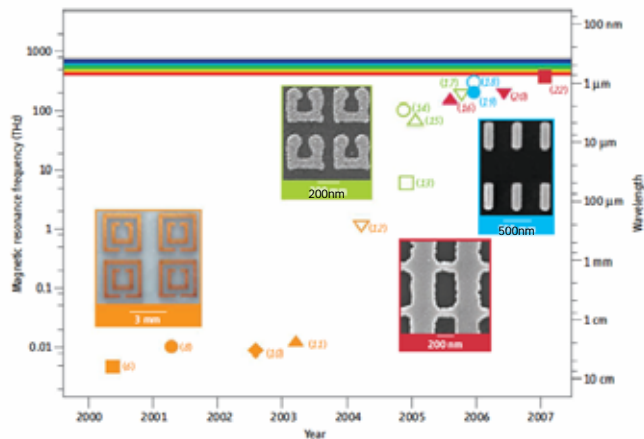 Magnetic resonance frequency (THz)
1000
100
10
1
0.1
0.01
100 nm
1 µm
10 µm
100 µm
1 mm
1 cm
10 cm
Wavelength
2000
2001
2002
2003
2004
2005
2006
2007
Year
3 mm
200nm
200 nm
500nm
(6)
(8)
(10)
(11)
(12)
(13)
(14)
(15)
(16)
(17)
(18)
(19)
(20)
(22)